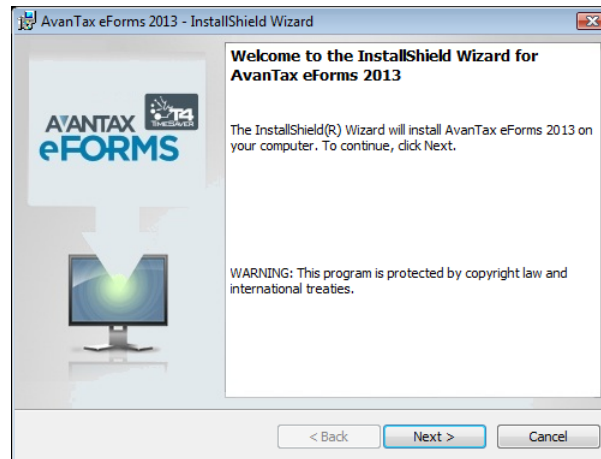 AvanTax eForms 2013 - InstallShield Wizard
Welcome to the InstallShield Wizard for
AvanTax eForms 2013
AVANTAX
T4
TIMESAVER
eFORMS
The InstallShield(R) Wizard will install AvanTax eForms 2013 on
your computer. To continue, click Next.
WARNING: This program is protected by copyright law and
international treaties.
< Back
Next >
Cancel